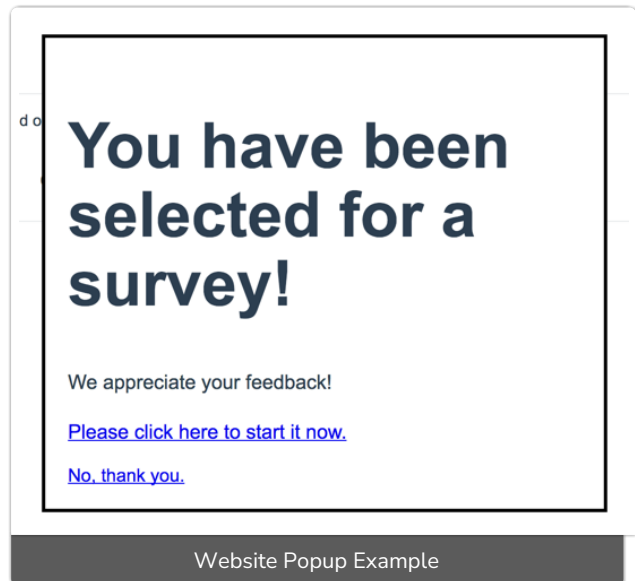 d o
You have been
selected for a
survey!
We appreciate your feedback!
Please click here to start it now.
No, thank you.
Website Popup Example